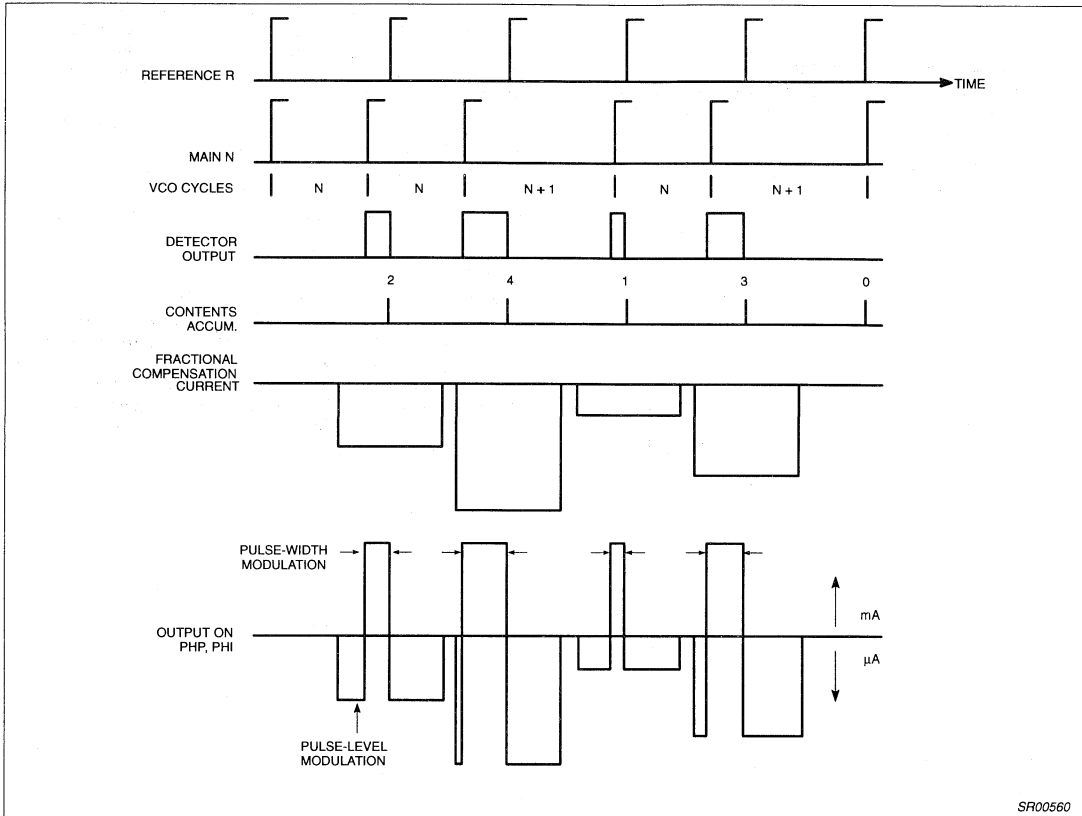 REFERENCE R
TIME
MAIN N
VCO CYCLES N N N + 1 N N + 1
DETECTOR
OUTPUT
2 4 1 3 0
CONTENTS
ACCUM.
FRACTIONAL
COMPENSATION
CURRENT
PULSE-WIDTH
MODULATION
mA
OUTPUT ON
PHP, PHI
µA
PULSE-LEVEL
MODULATION
SR00560